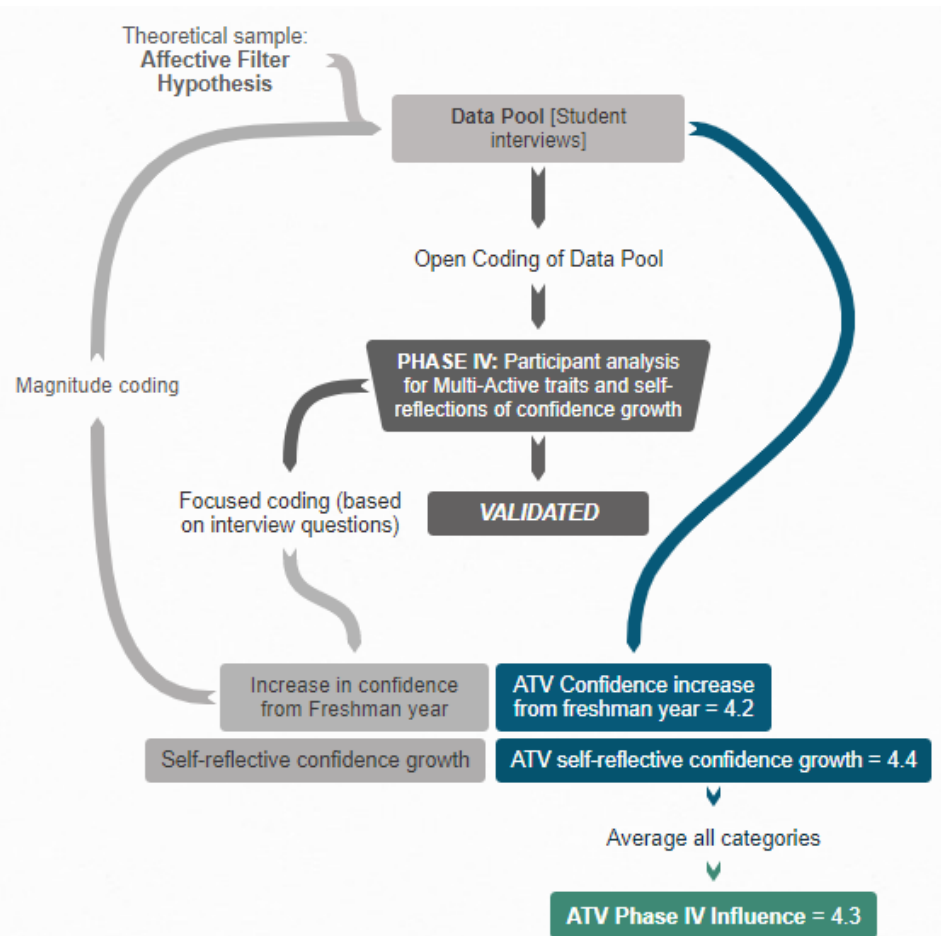 Theoretical sample:
Affective Filter
Hypothesis
Data Pool [Student
interviews]
Open Coding of Data Pool
PHASE IV: Participant analysis
for Multi-Active traits and self-
reflections of confidence growth
Magnitude coding
Focused coding (based
on interview questions)
VALIDATED
Increase in confidence
from Freshman year
ATV Confidence increase
from freshman year = 4.2
Self-reflective confidence growth
ATV self-reflective confidence growth = 4.4
Average all categories
ATV Phase IV Influence = 4.3